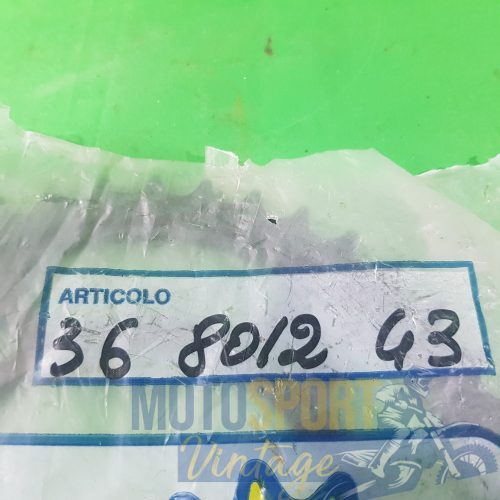 ARTICOLO
36 8012 43
MOTOSPORT
Vintage